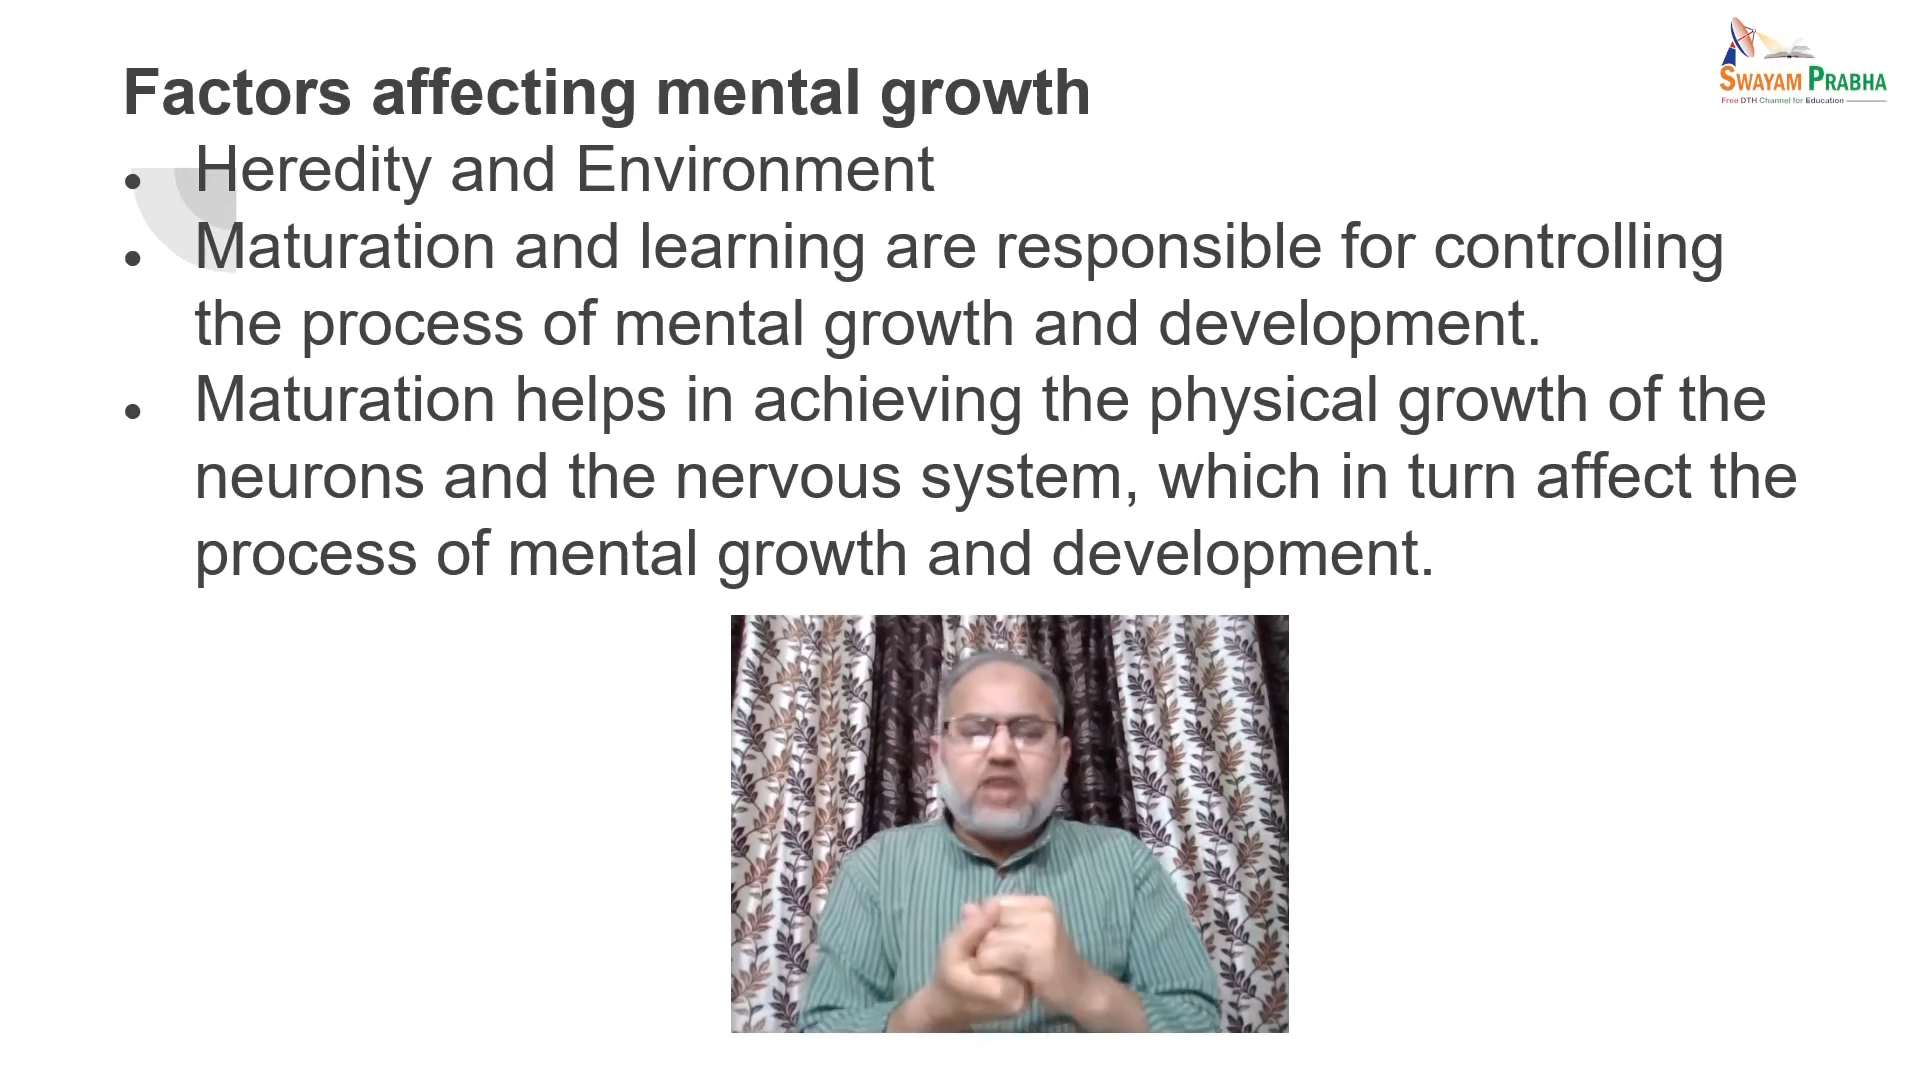 SWAYAM PRABHA
Free DTH Channel for Education
Factors affecting mental growth
● Heredity and Environment
● Maturation and learning are responsible for controlling
the process of mental growth and development.
● Maturation helps in achieving the physical growth of the
neurons and the nervous system, which in turn affect the
process of mental growth and development.